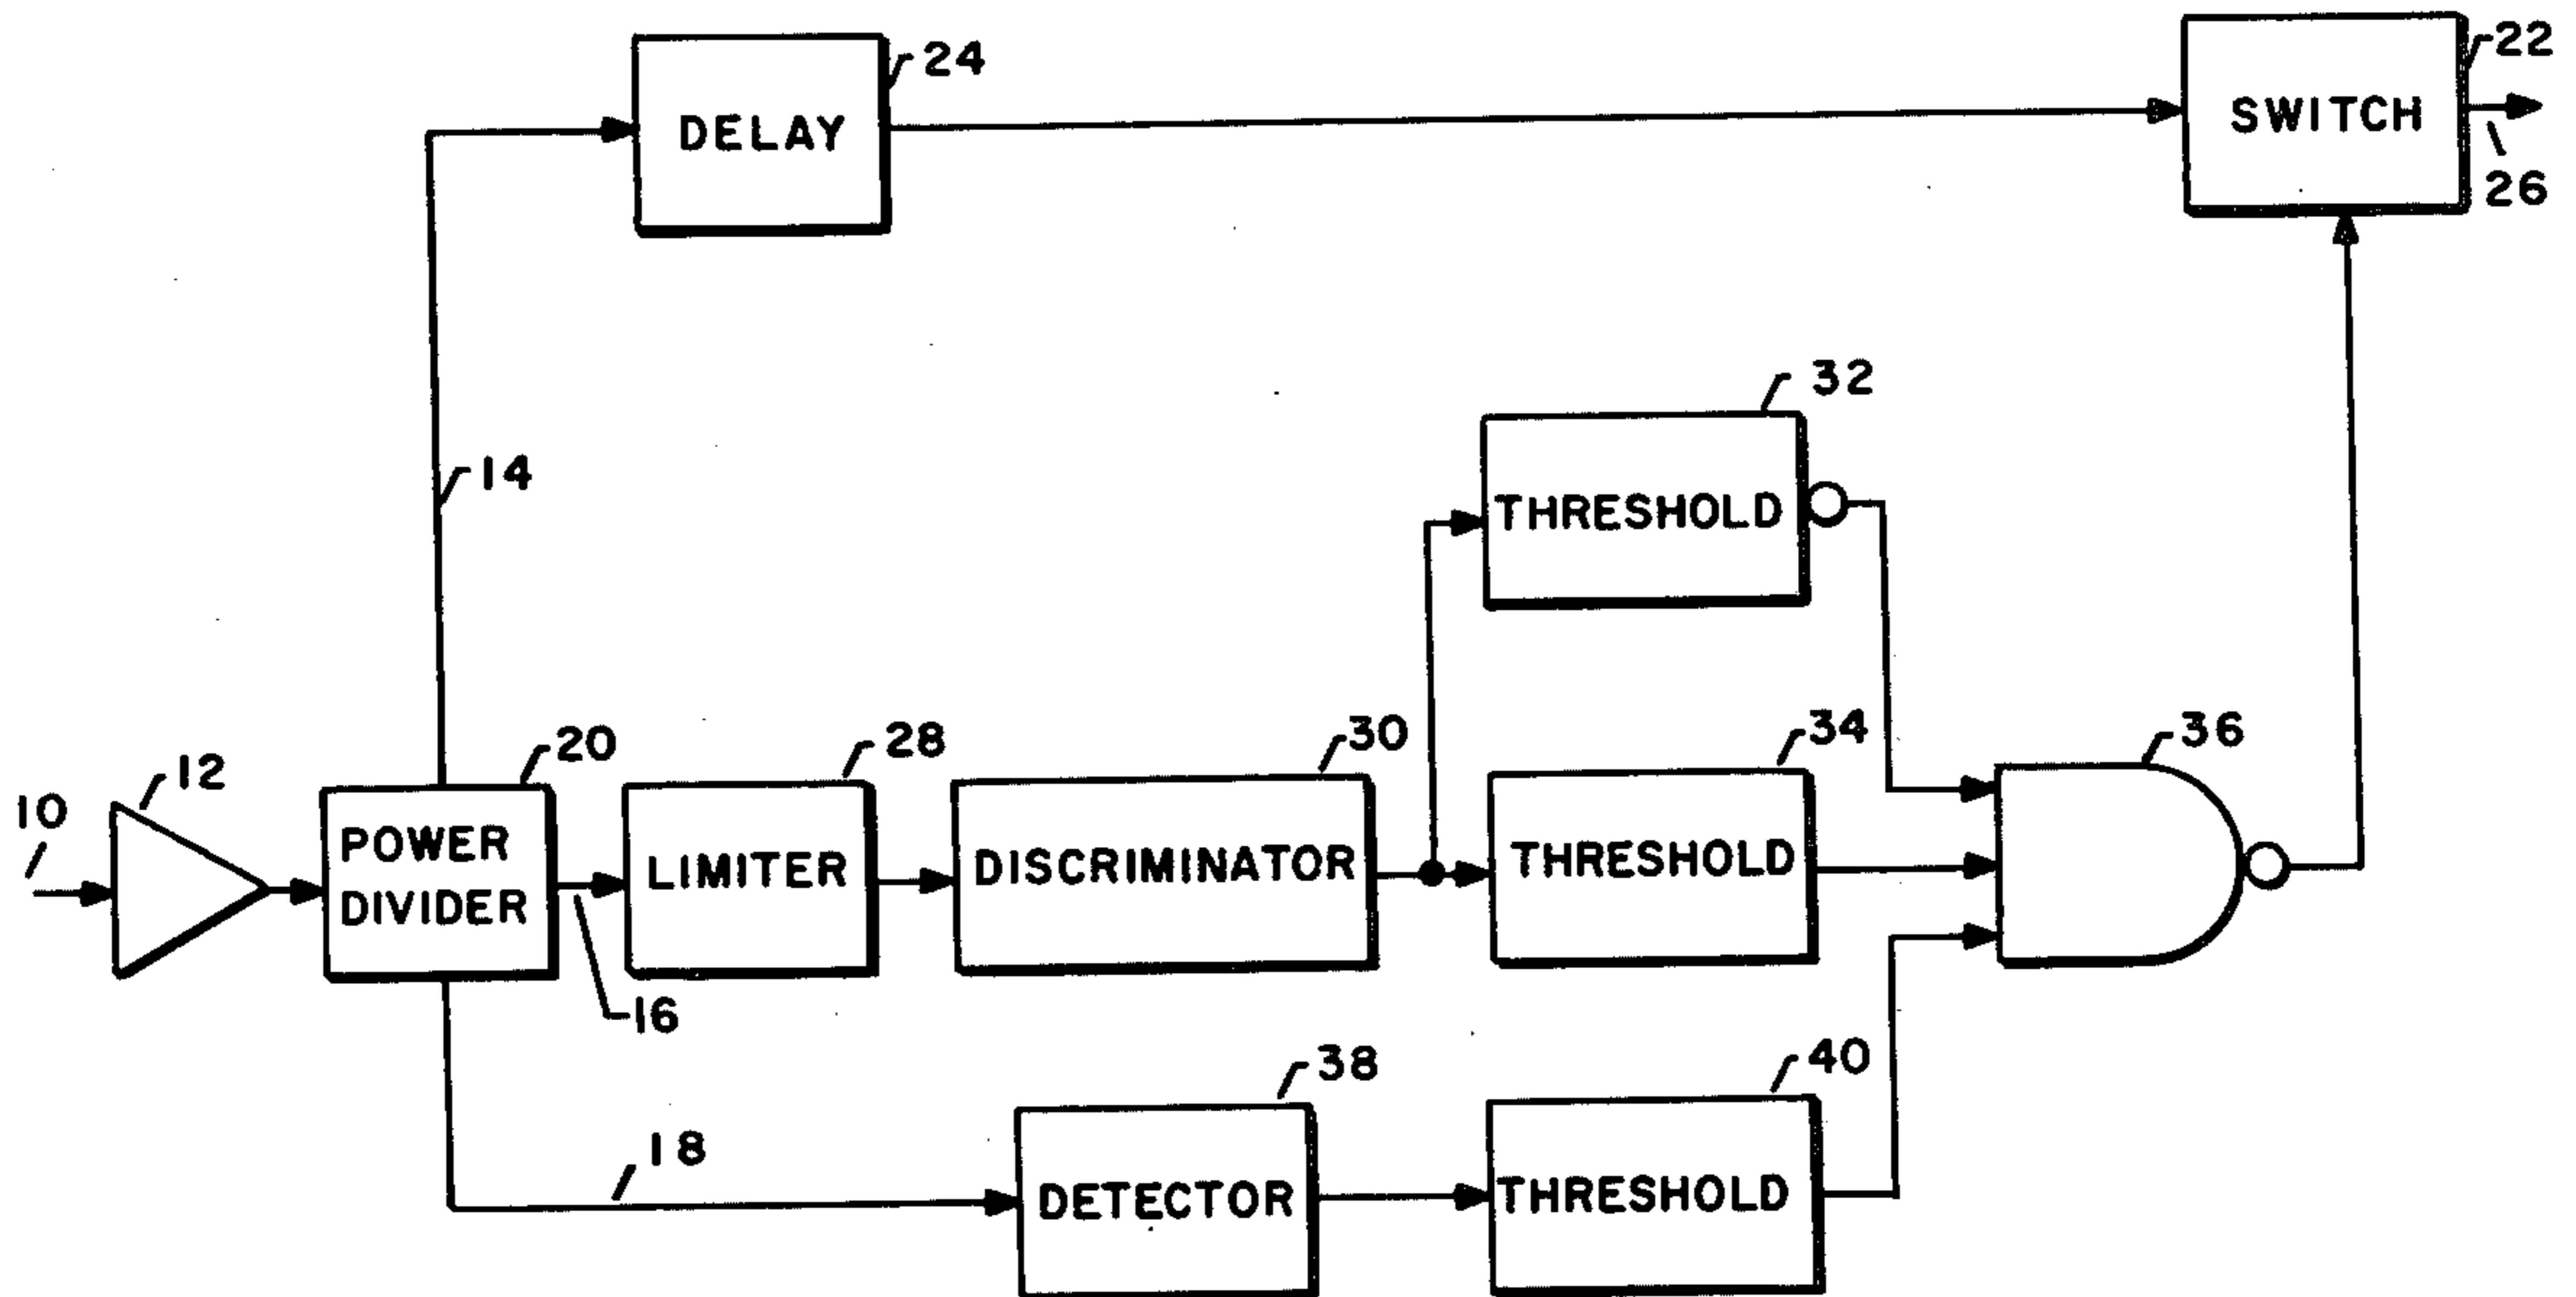 24
DELAY
22
SWITCH
26
14
32
THRESHOLD
10
12
20
POWER
DIVIDER
16
28
LIMITER
30
DISCRIMINATOR
34
THRESHOLD
36
18
38
DETECTOR
40
THRESHOLD